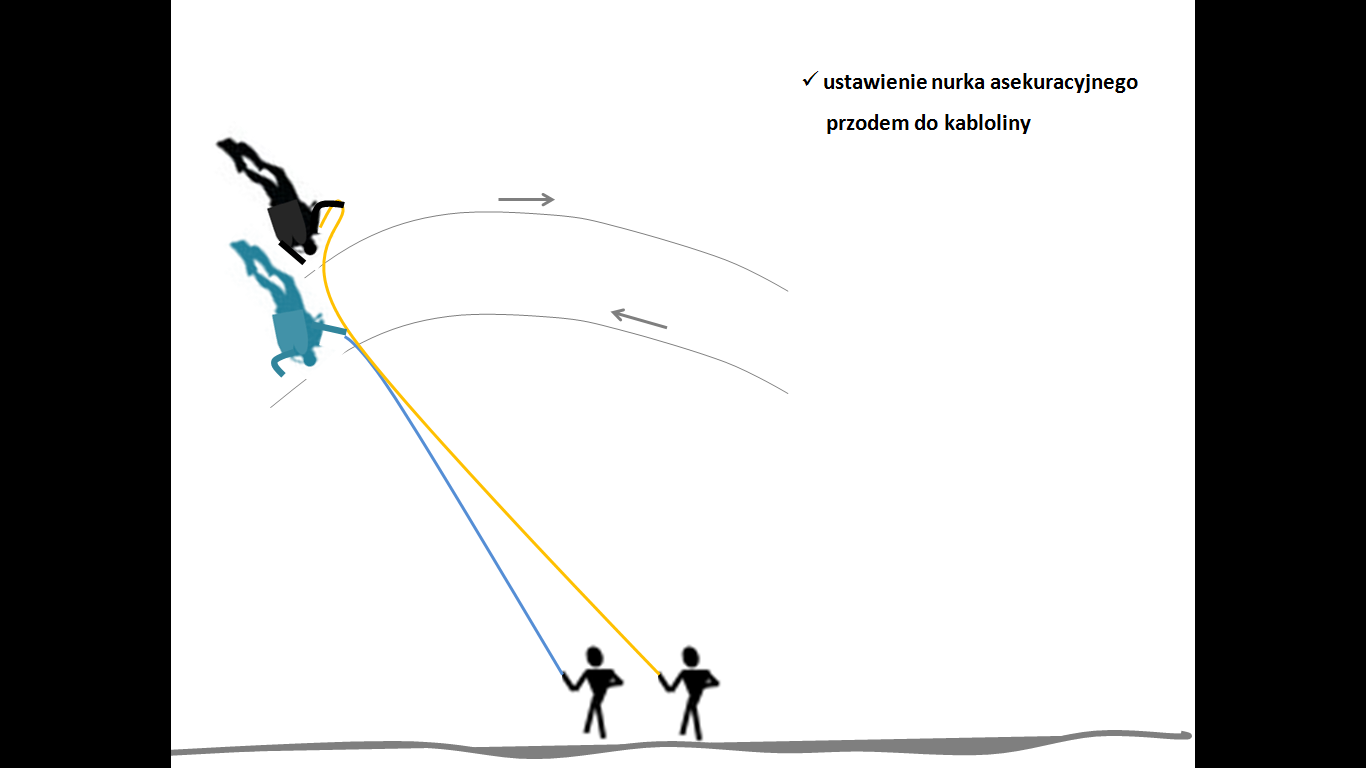 ✓ ustawienie nurka asekuracyjnego
przodem do kabloliny